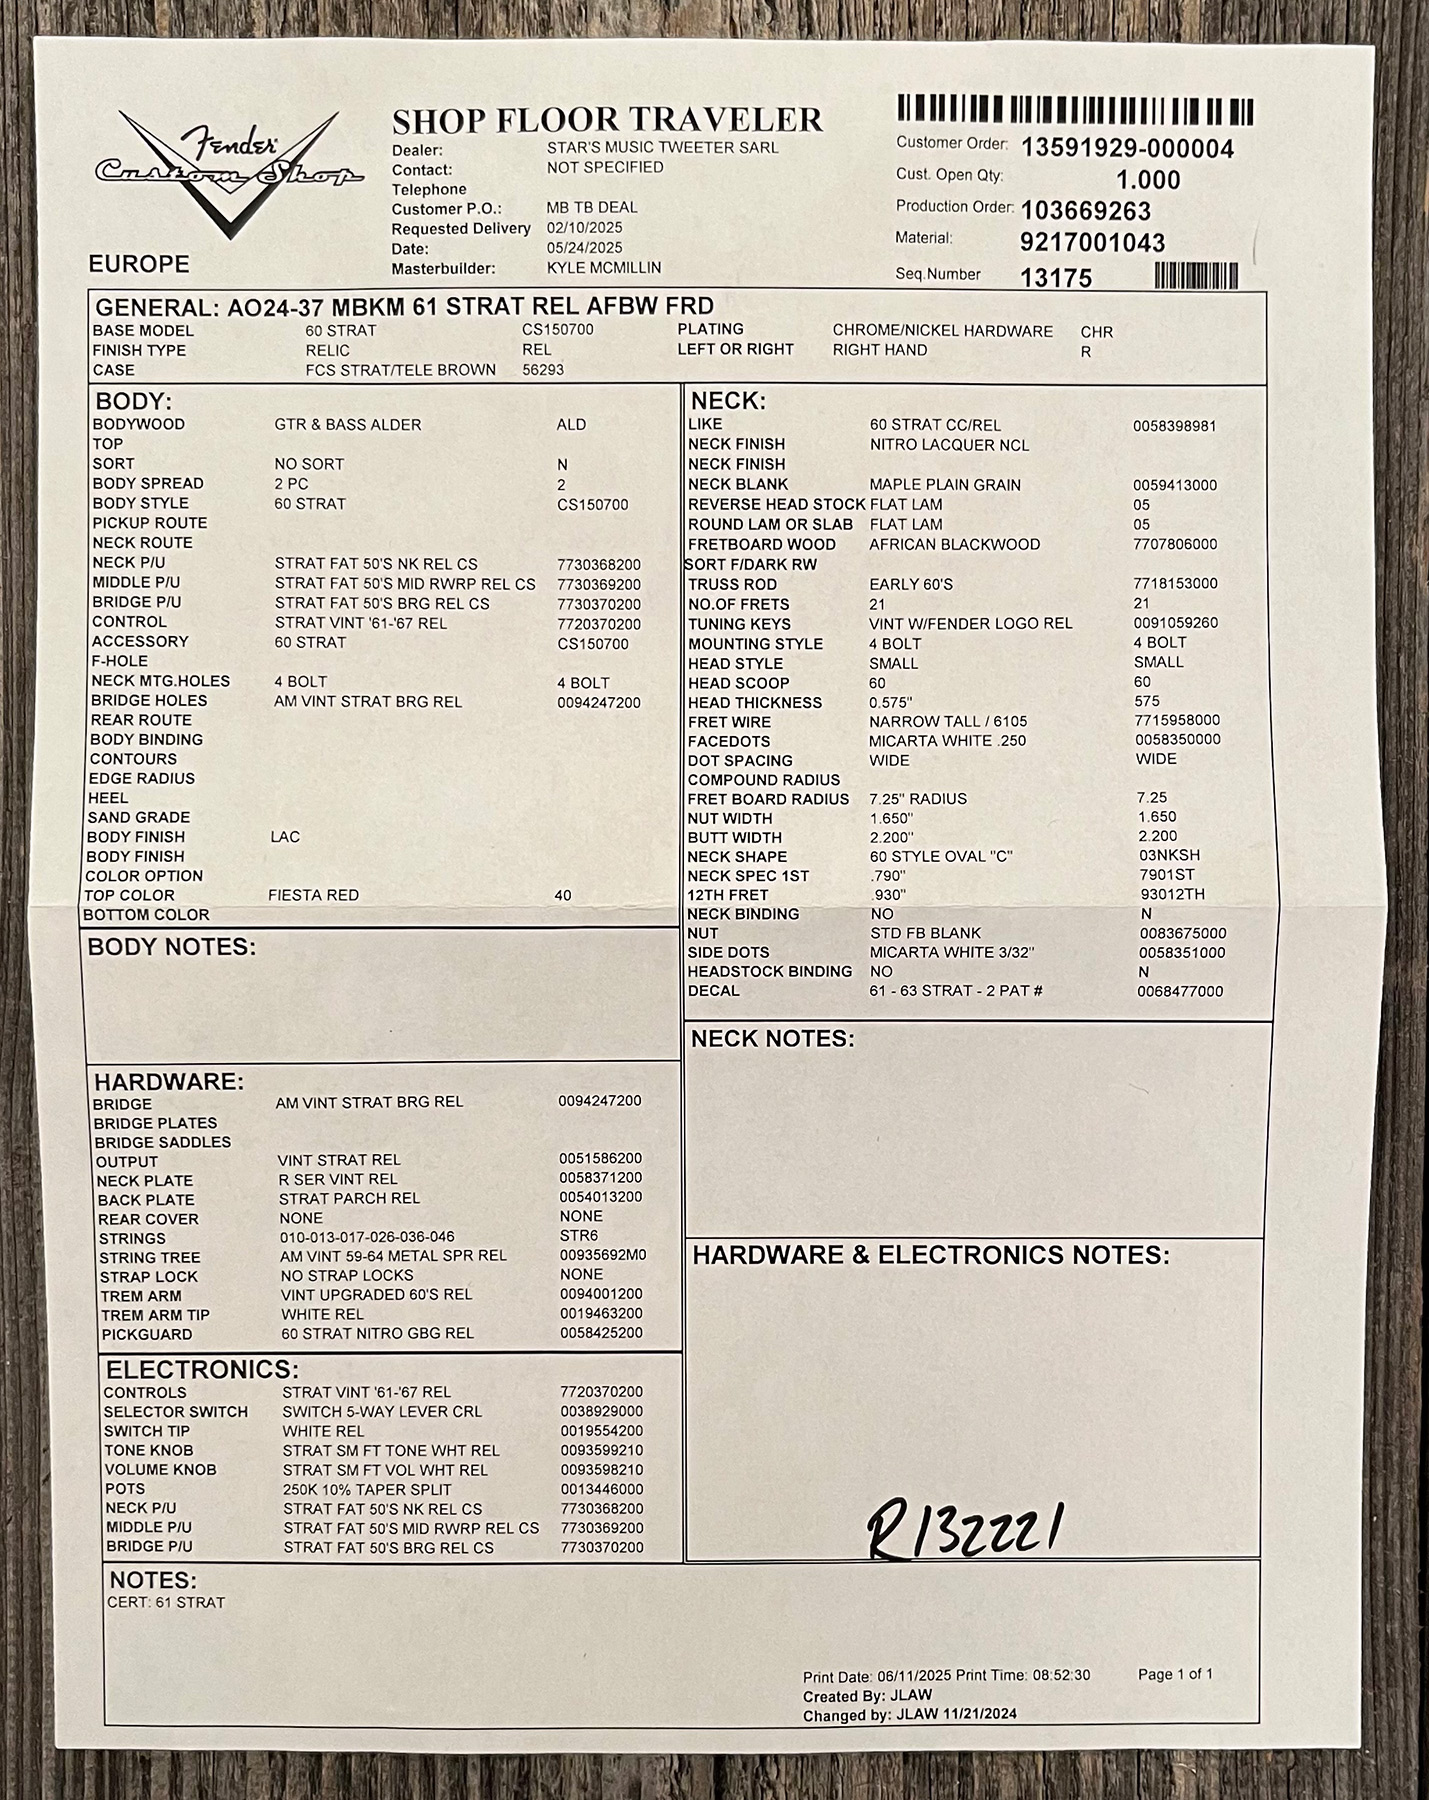 Fender
Custom Shop
EUROPE
SHOP FLOOR TRAVELER
Dealer: STAR'S MUSIC TWEETER SARL
Contact: NOT SPECIFIED
Telephone
Customer P.O.: MB TB DEAL
Requested Delivery 02/10/2025
Date: 05/24/2025
Masterbuilder: KYLE MCMILLIN
Customer Order: 13591929-000004
Cust. Open Qty: 1.000
Production Order: 103669263
Material: 9217001043
Seq.Number 13175
GENERAL: AO24-37 MBKM 61 STRAT REL AFBW FRD
BASE MODEL 60 STRAT CS150700 PLATING CHROME/NICKEL HARDWARE CHR
FINISH TYPE RELIC REL LEFT OR RIGHT RIGHT HAND R
CASE FCS STRAT/TELE BROWN 56293
BODY:
BODYWOOD GTR & BASS ALDER ALD
TOP
SORT NO SORT N
BODY SPREAD 2 PC 2
BODY STYLE 60 STRAT CS150700
PICKUP ROUTE
NECK ROUTE
NECK P/U STRAT FAT 50'S NK REL CS 7730368200
MIDDLE P/U STRAT FAT 50'S MID RWRP REL CS 7730369200
BRIDGE P/U STRAT FAT 50'S BRG REL CS 7730370200
CONTROL STRAT VINT '61-'67 REL 7720370200
ACCESSORY 60 STRAT CS150700
F-HOLE
NECK MTG.HOLES 4 BOLT 4 BOLT
BRIDGE HOLES AM VINT STRAT BRG REL 0094247200
REAR ROUTE
BODY BINDING
CONTOURS
EDGE RADIUS
HEEL
SAND GRADE
BODY FINISH LAC
BODY FINISH
COLOR OPTION
TOP COLOR FIESTA RED 40
BOTTOM COLOR
BODY NOTES:
HARDWARE:
BRIDGE AM VINT STRAT BRG REL 0094247200
BRIDGE PLATES
BRIDGE SADDLES
OUTPUT VINT STRAT REL 0051586200
NECK PLATE R SER VINT REL 0058371200
BACK PLATE STRAT PARCH REL 0054013200
REAR COVER NONE NONE
STRINGS 010-013-017-026-036-046 STR6
STRING TREE AM VINT 59-64 METAL SPR REL 00935692M0
STRAP LOCK NO STRAP LOCKS NONE
TREM ARM VINT UPGRADED 60'S REL 0094001200
TREM ARM TIP WHITE REL 0019463200
PICKGUARD 60 STRAT NITRO GBG REL 0058425200
ELECTRONICS:
CONTROLS STRAT VINT '61-'67 REL 7720370200
SELECTOR SWITCH SWITCH 5-WAY LEVER CRL 0038929000
SWITCH TIP WHITE REL 0019554200
TONE KNOB STRAT SM FT TONE WHT REL 0093599210
VOLUME KNOB STRAT SM FT VOL WHT REL 0093598210
POTS 250K 10% TAPER SPLIT 0013446000
NECK P/U STRAT FAT 50'S NK REL CS 7730368200
MIDDLE P/U STRAT FAT 50'S MID RWRP REL CS 7730369200
BRIDGE P/U STRAT FAT 50'S BRG REL CS 7730370200
NECK:
LIKE 60 STRAT CC/REL 0058398981
NECK FINISH NITRO LACQUER NCL
NECK FINISH
NECK BLANK MAPLE PLAIN GRAIN 0059413000
REVERSE HEAD STOCK FLAT LAM 05
ROUND LAM OR SLAB FLAT LAM 05
FRETBOARD WOOD AFRICAN BLACKWOOD 7707806000
SORT F/DARK RW
TRUSS ROD EARLY 60'S 7718153000
NO.OF FRETS 21 21
TUNING KEYS VINT W/FENDER LOGO REL 0091059260
MOUNTING STYLE 4 BOLT 4 BOLT
HEAD STYLE SMALL SMALL
HEAD SCOOP 60 60
HEAD THICKNESS 0.575" 575
FRET WIRE NARROW TALL / 6105 7715958000
FACEDOTS MICARTA WHITE .250 0058350000
DOT SPACING WIDE WIDE
COMPOUND RADIUS
FRET BOARD RADIUS 7.25" RADIUS 7.25
NUT WIDTH 1.650" 1.650
BUTT WIDTH 2.200" 2.200
NECK SHAPE 60 STYLE OVAL "C" 03NKSH
NECK SPEC 1ST .790" 7901ST
12TH FRET .930" 93012TH
NECK BINDING NO N
NUT STD FB BLANK 0083675000
SIDE DOTS MICARTA WHITE 3/32" 0058351000
HEADSTOCK BINDING NO N
DECAL 61 - 63 STRAT - 2 PAT # 0068477000
NECK NOTES:
HARDWARE & ELECTRONICS NOTES:
R132221
NOTES:
CERT: 61 STRAT
Print Date: 06/11/2025 Print Time: 08:52:30 Page 1 of 1
Created By: JLAW
Changed by: JLAW 11/21/2024